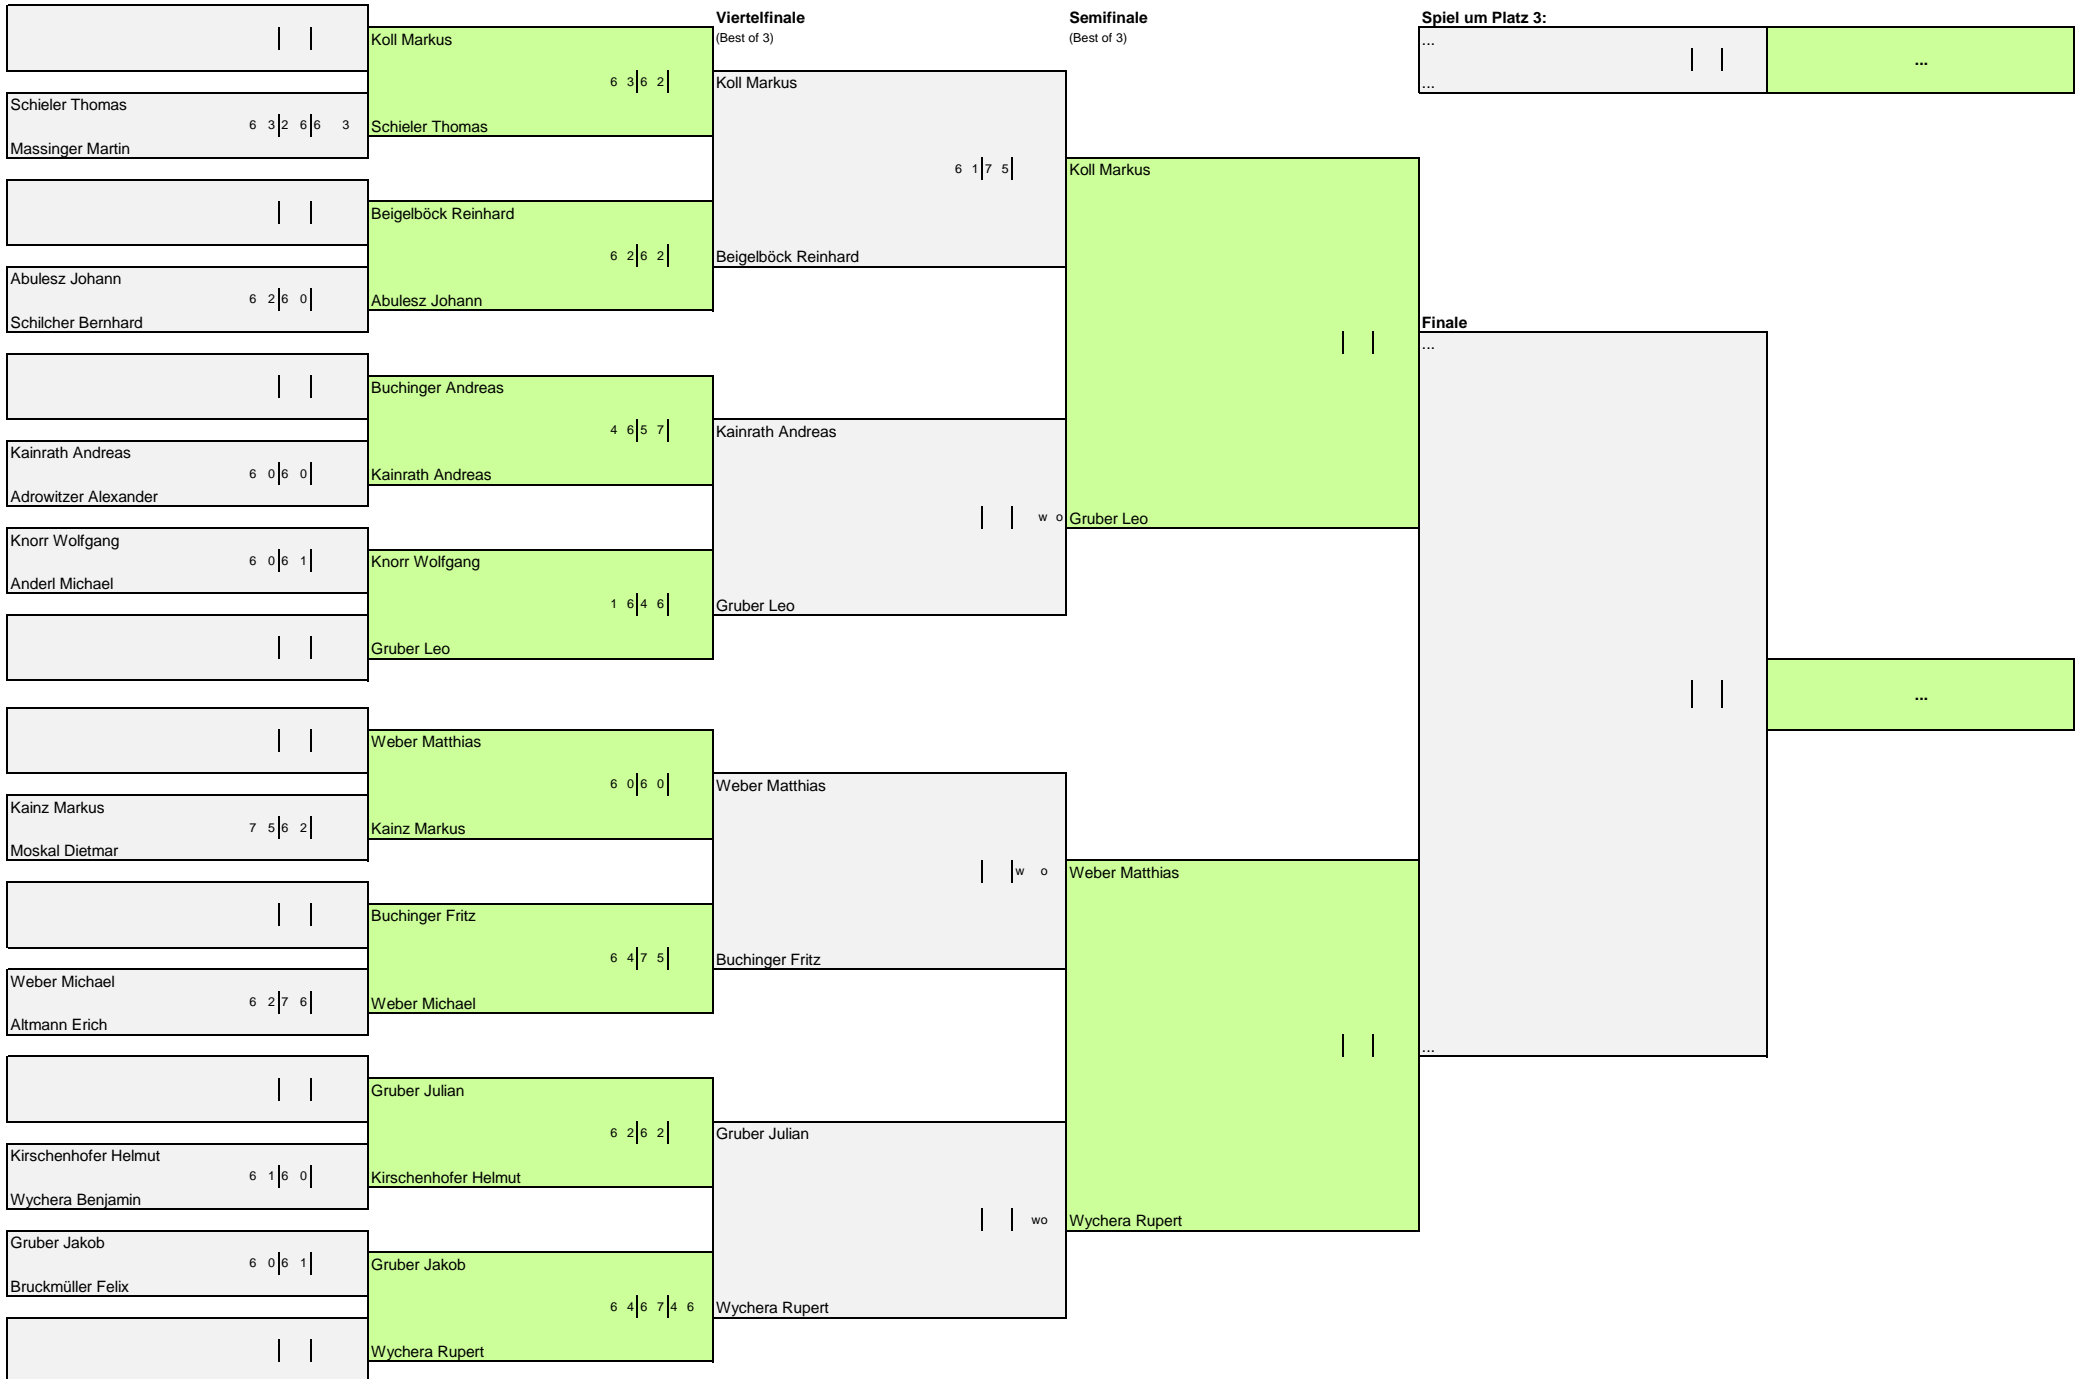 Koll Markus
6 3 6 2
Schieler Thomas
Schieler Thomas
6 3 2 6 6 3
Massinger Martin
Beigelböck Reinhard
6 2 6 2
Abulesz Johann
Abulesz Johann
6 2 6 0
Schilcher Bernhard
Buchinger Andreas
4 6 5 7
Kainrath Andreas
Kainrath Andreas
6 0 6 0
Adrowitzer Alexander
Knorr Wolfgang
6 0 6 1
Anderl Michael
Knorr Wolfgang
1 6 4 6
Gruber Leo
Weber Matthias
6 0 6 0
Kainz Markus
Kainz Markus
7 5 6 2
Moskal Dietmar
Buchinger Fritz
6 4 7 5
Weber Michael
Weber Michael
6 2 7 6
Altmann Erich
Gruber Julian
6 2 6 2
Kirschenhofer Helmut
Kirschenhofer Helmut
6 1 6 0
Wychera Benjamin
Gruber Jakob
6 0 6 1
Bruckmüller Felix
Gruber Jakob
6 4 6 7 4 6
Wychera Rupert
Viertelfinale
(Best of 3)
Koll Markus
6 1 7 5
Beigelböck Reinhard
Kainrath Andreas
w o
Gruber Leo
Weber Matthias
w o
Buchinger Fritz
Gruber Julian
wo
Wychera Rupert
Semifinale
(Best of 3)
Koll Markus
Gruber Leo
Weber Matthias
Wychera Rupert
Spiel um Platz 3:
...
...
...
Finale
...
...
...